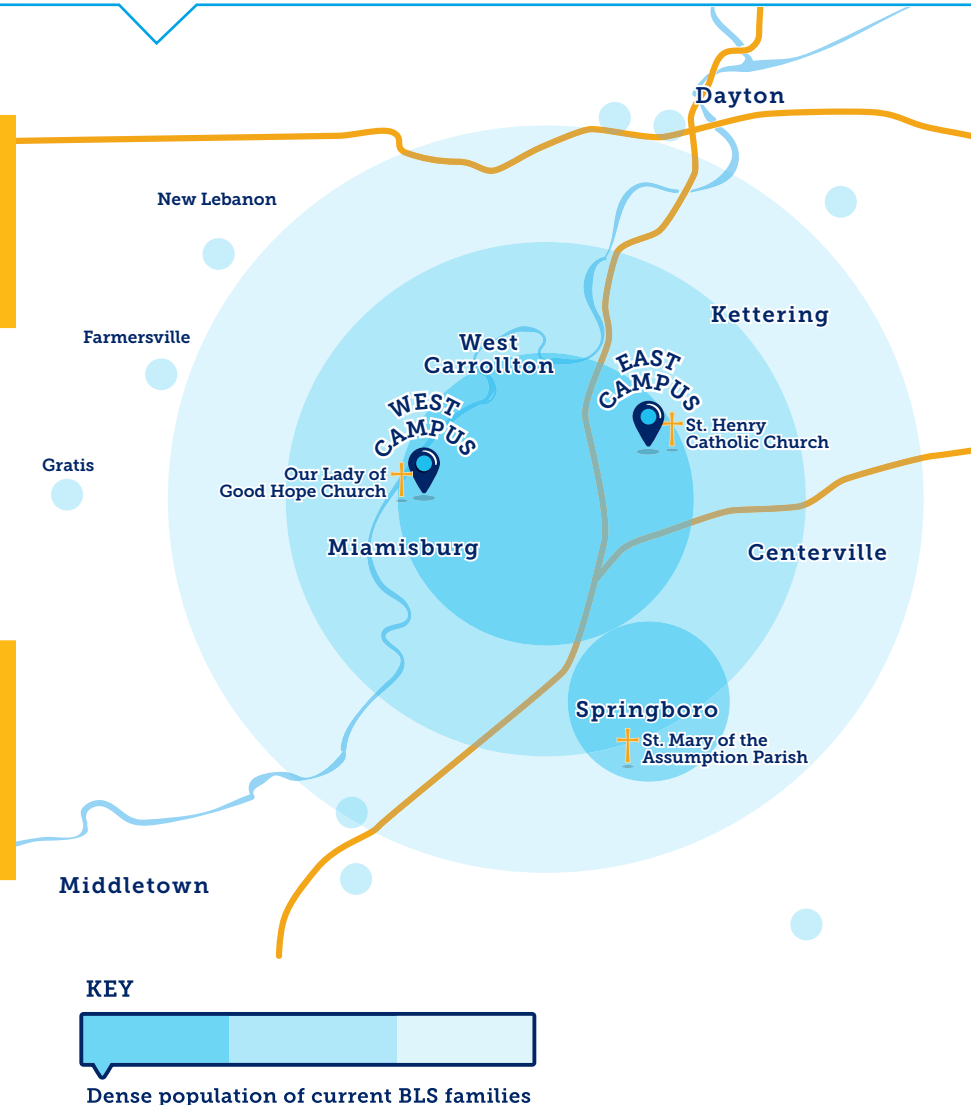 Dayton
New Lebanon
Kettering
Farmersville
West
Carrollton
EAST
CAMPUS
WEST
CAMPUS
St. Henry
Catholic Church
Gratis
Our Lady of
Good Hope Church
Miamisburg
Centerville
Springboro
St. Mary of the
Assumption Parish
Middletown
KEY
Dense population of current BLS families